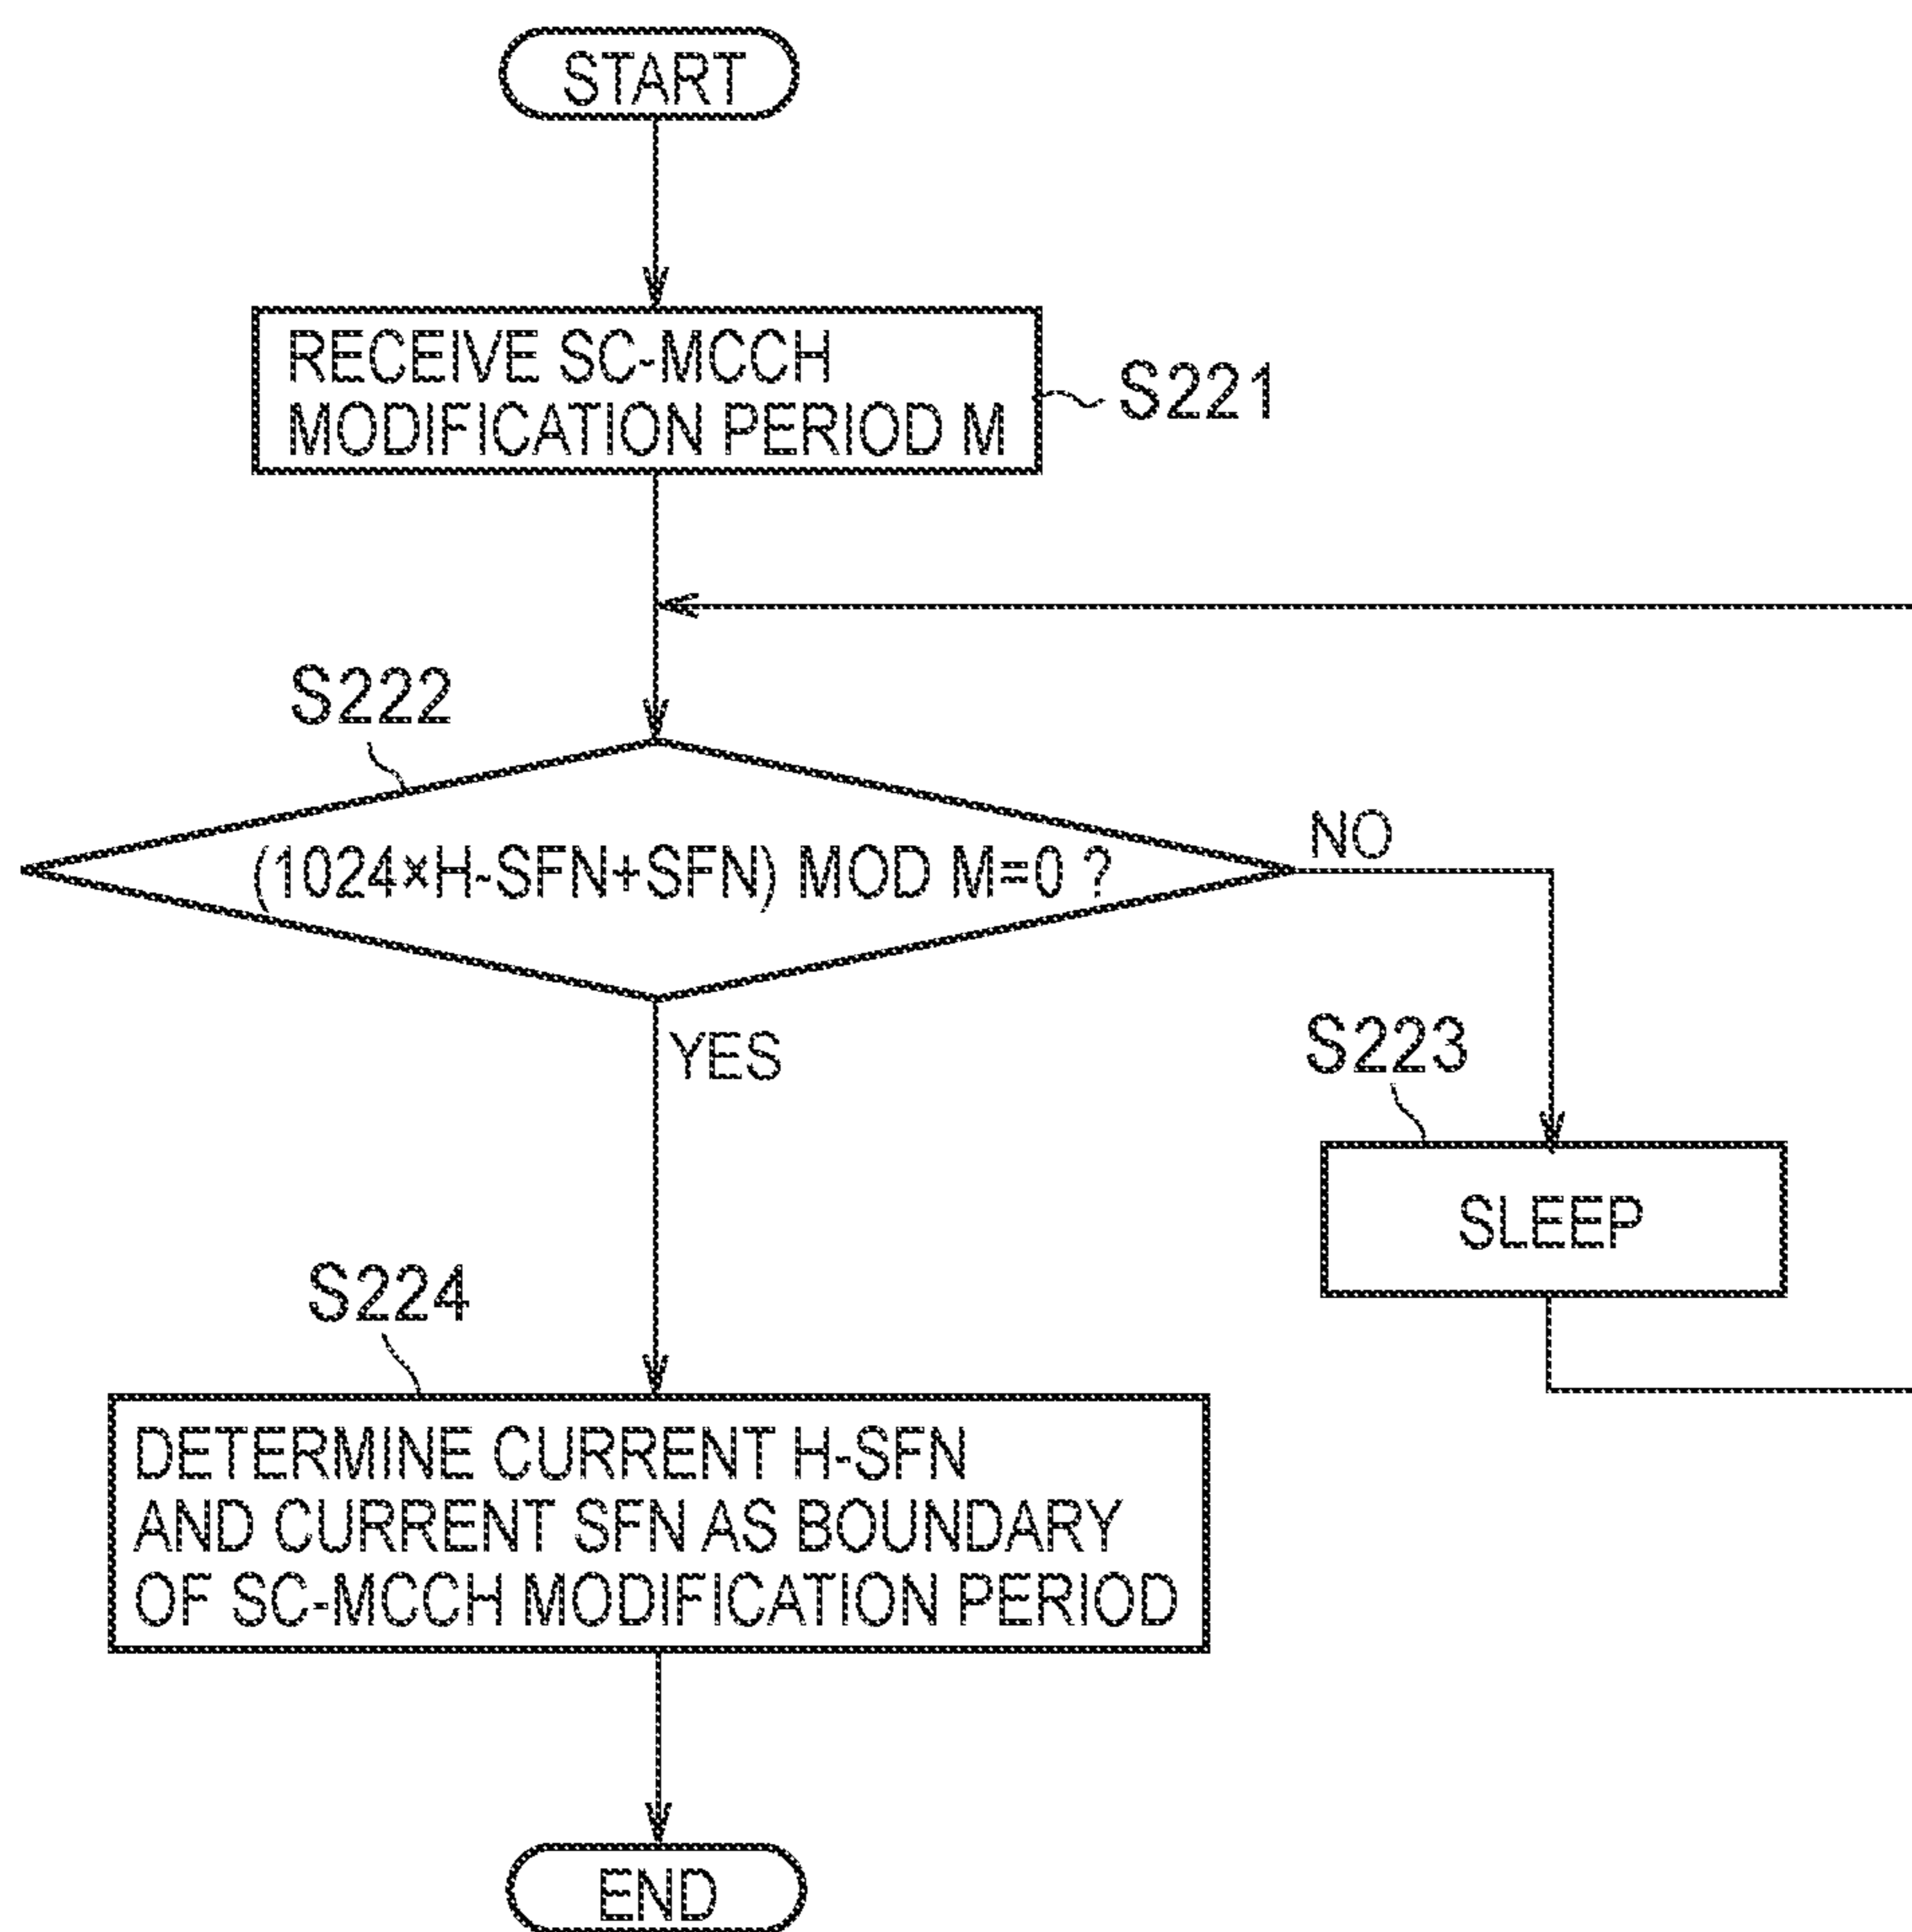 START
RECEIVE SC-MCCH
MODIFICATION PERIOD M
S221
S222
(1024×H-SFN+SFN) MOD M=0 ?
NO
YES
S223
SLEEP
S224
DETERMINE CURRENT H-SFN
AND CURRENT SFN AS BOUNDARY
OF SC-MCCH MODIFICATION PERIOD
END